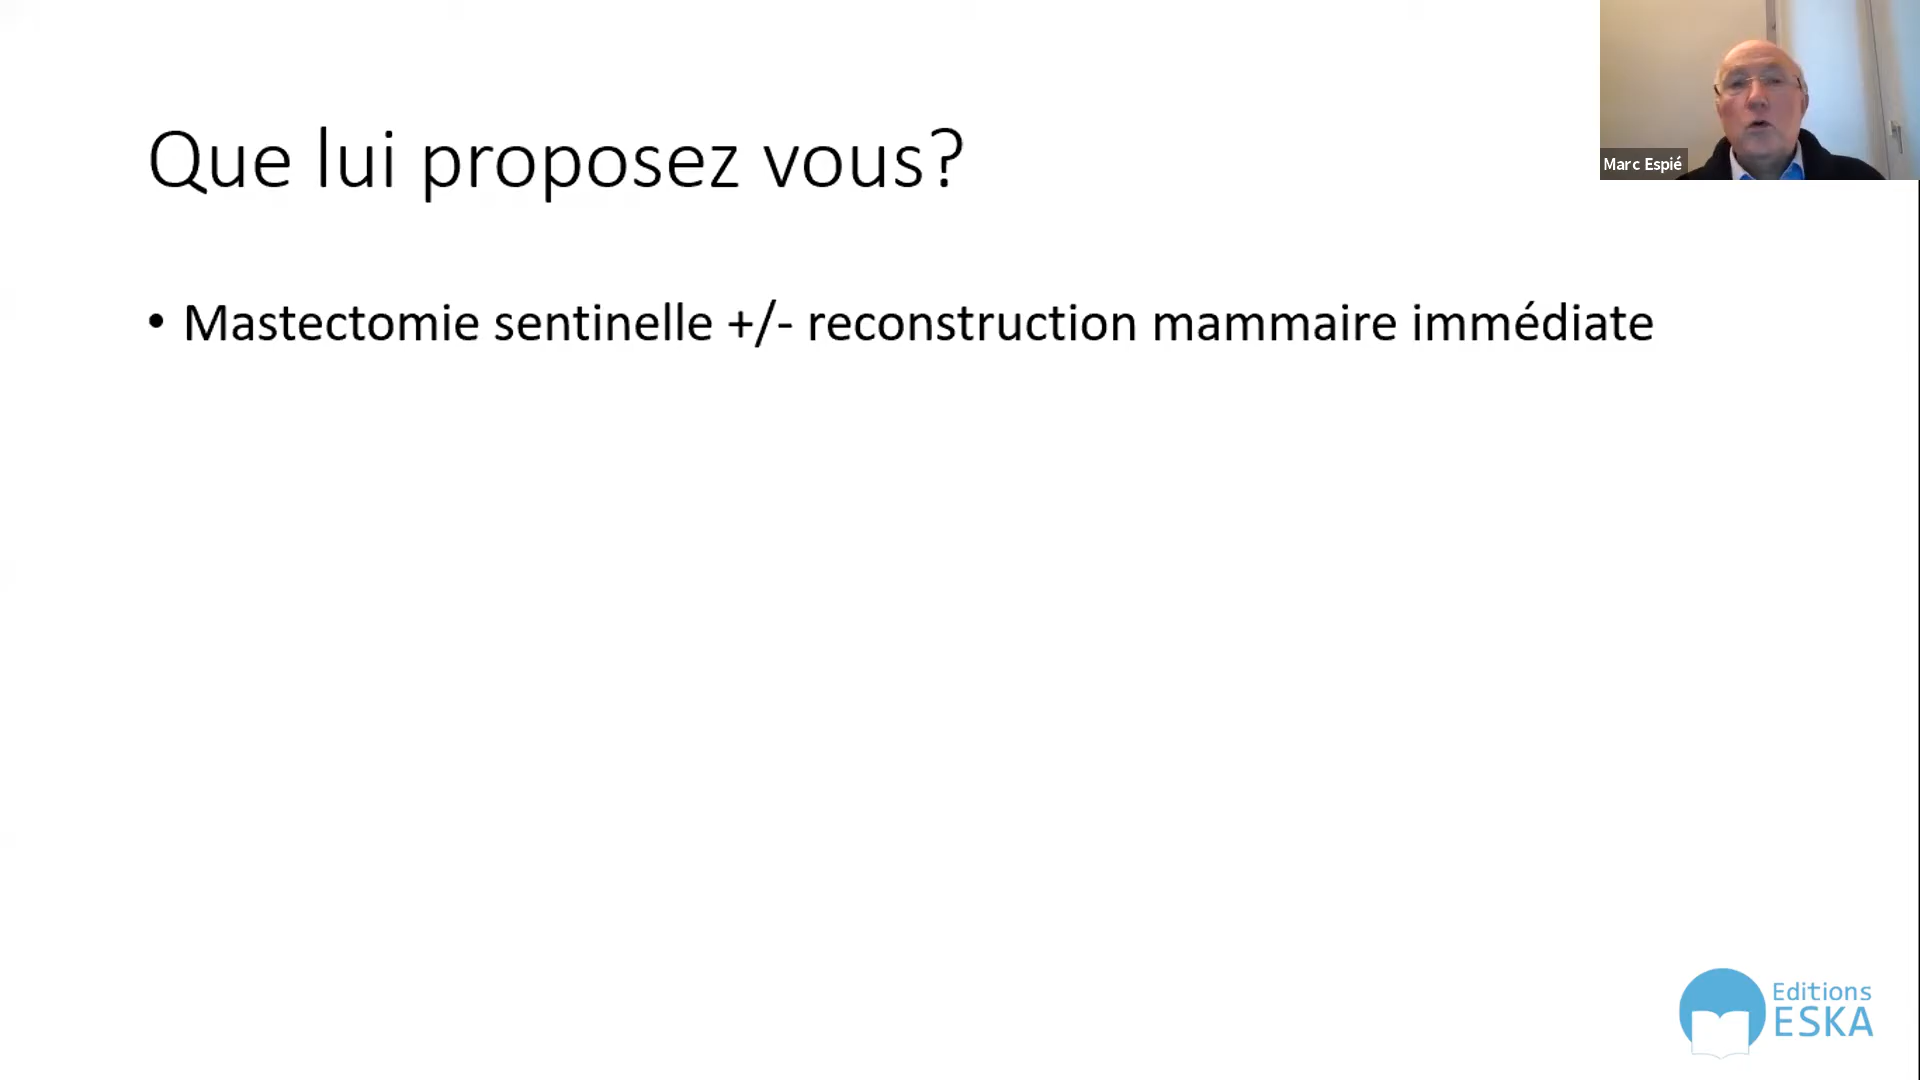 Que lui proposez vous?
• Mastectomie sentinelle +/- reconstruction mammaire immédiate
Marc Espié
Editions
ESKA